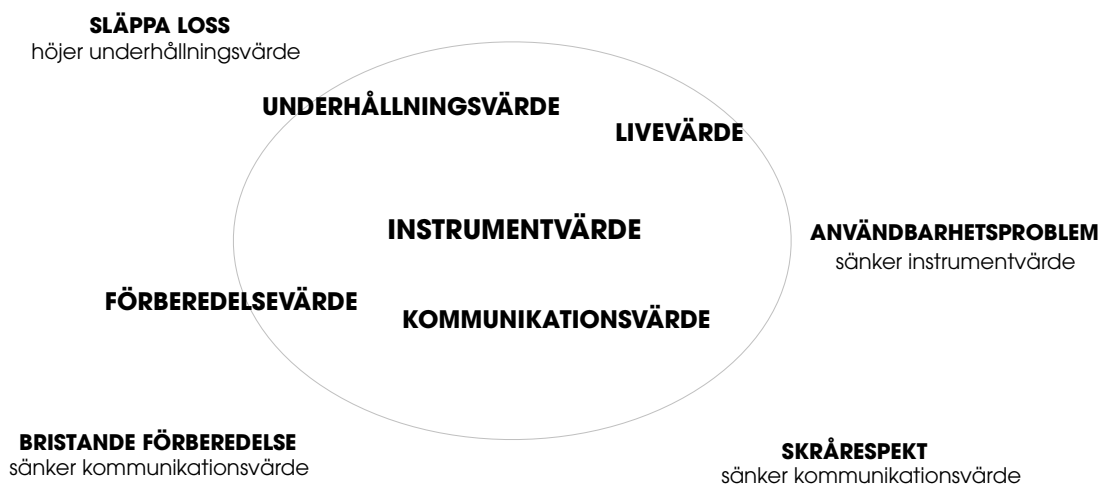 SLÄPPA LOSS
höjer underhållningsvärde
UNDERHÅLLNINGSVÄRDE
LIVEVÄRDE
INSTRUMENTVÄRDE
ANVÄNDBARHETSPROBLEM
sänker instrumentvärde
FÖRBEREDELSEVÄRDE
KOMMUNIKATIONSVÄRDE
BRISTANDE FÖRBEREDELSE
sänker kommunikationsvärde
SKRÅRESPEKT
sänker kommunikationsvärde